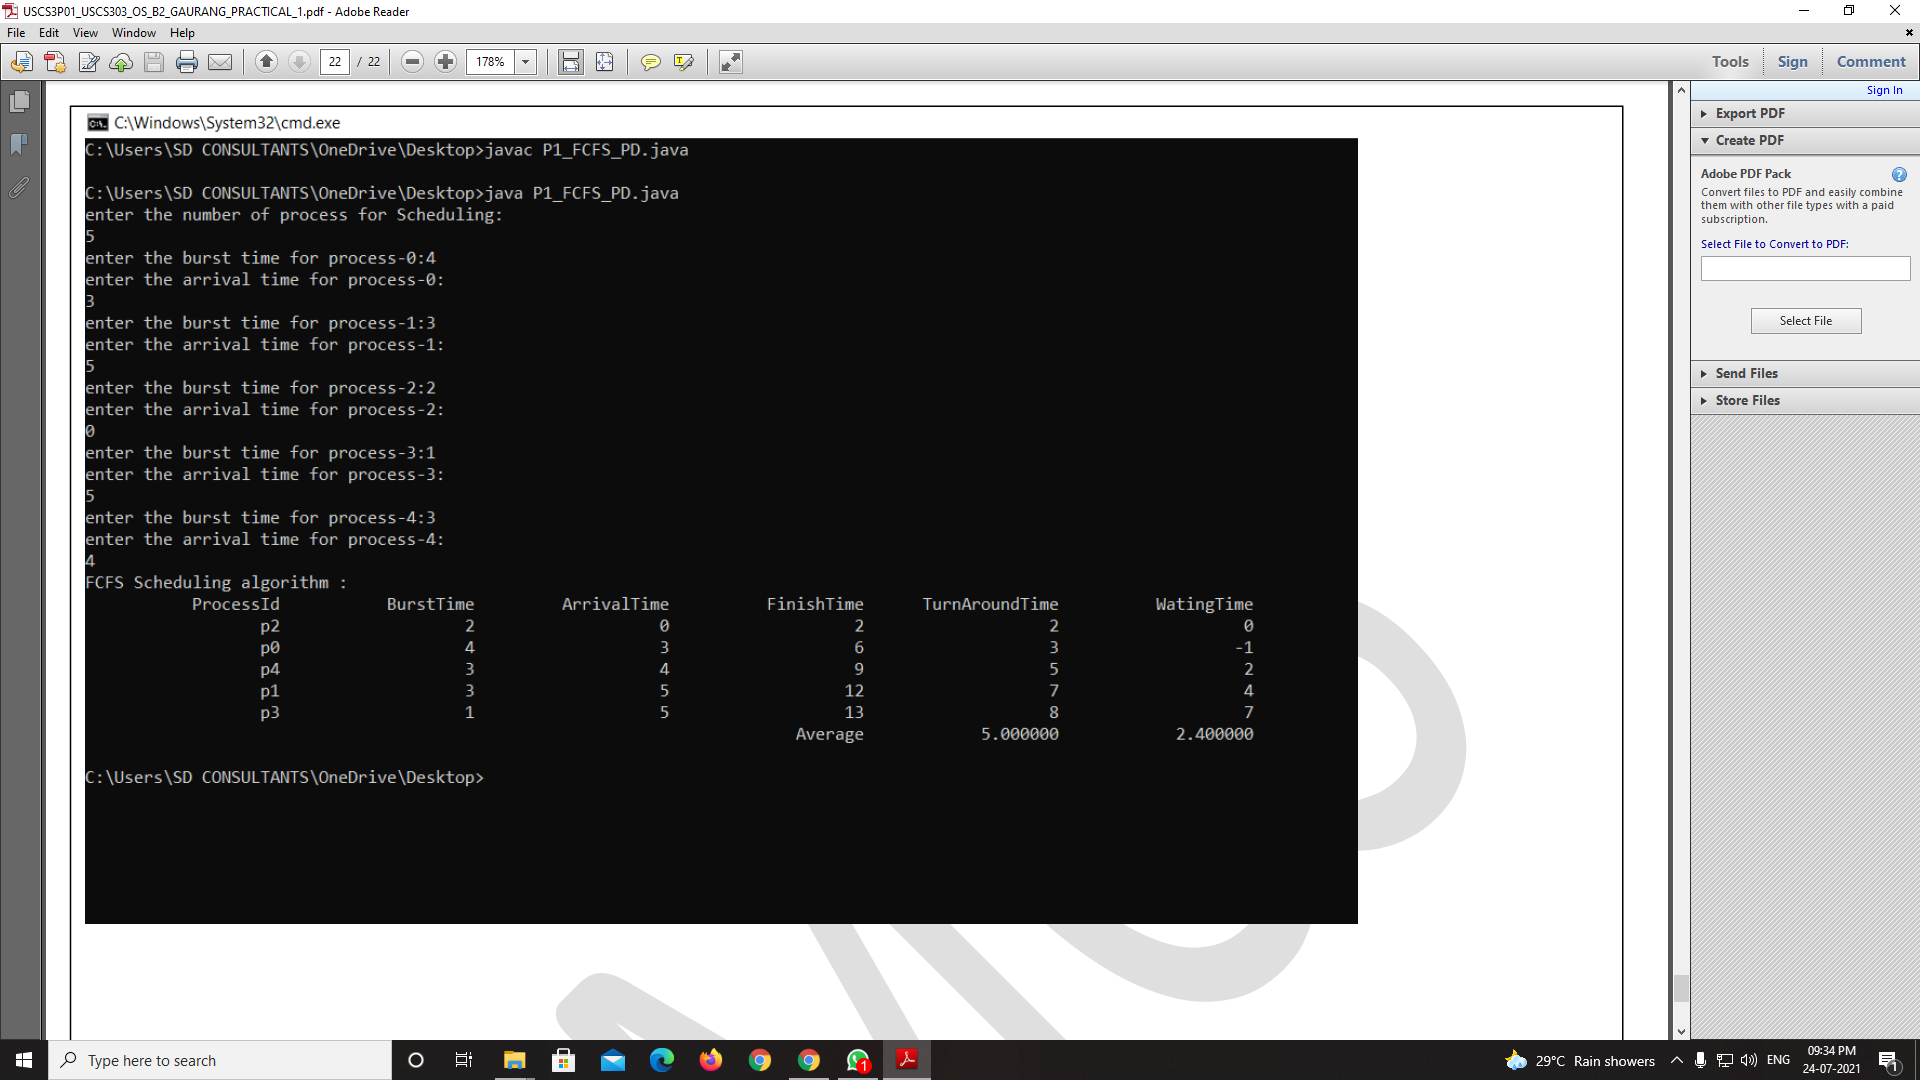 USCS3P01_USCS303_OS_B2_GAURANG_PRACTICAL_1.pdf - Adobe Reader
File Edit View Window Help
22 / 22 178% Tools Sign Comment
Sign In
Export PDF
Create PDF
Adobe PDF Pack
Convert files to PDF and easily combine
them with other file types with a paid
subscription.
Select File to Convert to PDF:
Select File
Send Files
Store Files
C:\Windows\System32\cmd.exe
C:\Users\SD CONSULTANTS\OneDrive\Desktop>javac P1_FCFS_PD.java
C:\Users\SD CONSULTANTS\OneDrive\Desktop>java P1_FCFS_PD.java
enter the number of process for Scheduling:
5
enter the burst time for process-0:4
enter the arrival time for process-0:
3
enter the burst time for process-1:3
enter the arrival time for process-1:
5
enter the burst time for process-2:2
enter the arrival time for process-2:
0
enter the burst time for process-3:1
enter the arrival time for process-3:
5
enter the burst time for process-4:3
enter the arrival time for process-4:
4
FCFS Scheduling algorithm :
ProcessId BurstTime ArrivalTime FinishTime TurnAroundTime WatingTime
p2 2 0 2 2 0
p0 4 3 6 3 -1
p4 3 4 9 5 2
p1 3 5 12 7 4
p3 1 5 13 8 7
Average 5.000000 2.400000
C:\Users\SD CONSULTANTS\OneDrive\Desktop>
Type here to search
1
29°C Rain showers
ENG
09:34 PM
24-07-2021
1